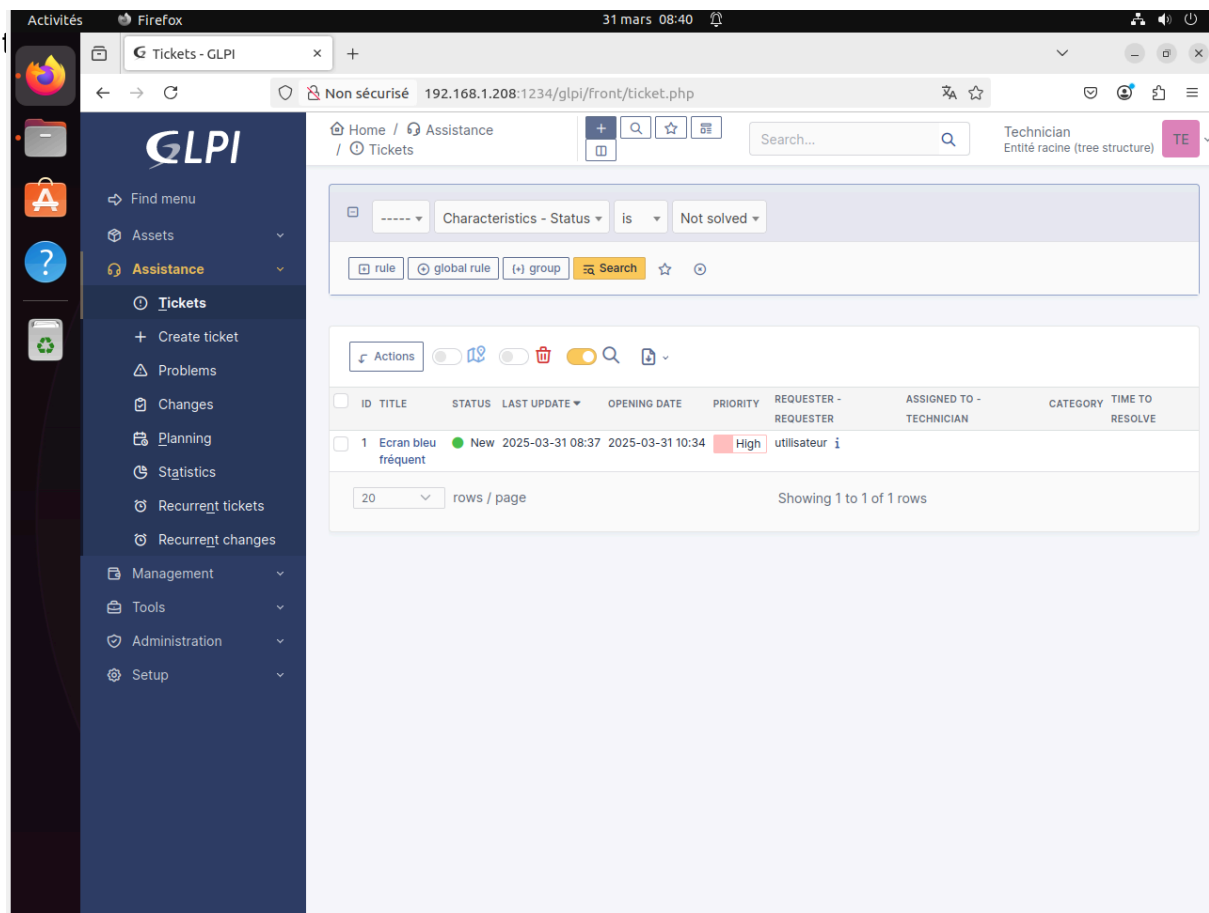 Activités Firefox 31 mars 08:40
Tickets - GLPI
Non sécurisé 192.168.1.208:1234/glpi/front/ticket.php
GLPI
Find menu
Assets
Assistance
Tickets
Create ticket
Problems
Changes
Planning
Statistics
Recurrent tickets
Recurrent changes
Management
Tools
Administration
Setup
Home / Assistance
/ Tickets
Search...
Technician
Entité racine (tree structure)
TE
----- Characteristics - Status is Not solved
rule global rule (+) group Search
Actions
ID TITLE STATUS LAST UPDATE OPENING DATE PRIORITY REQUESTER - REQUESTER ASSIGNED TO - TECHNICIAN CATEGORY TIME TO RESOLVE
1 Ecran bleu fréquent New 2025-03-31 08:37 2025-03-31 10:34 High utilisateur i
20 rows / page Showing 1 to 1 of 1 rows